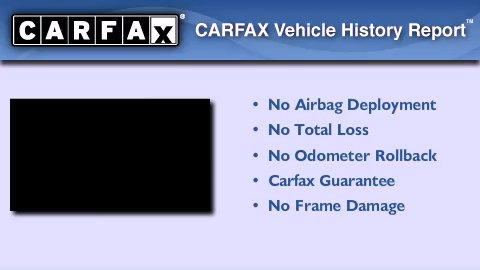 CARFAX® CARFAX Vehicle History Report™
• No Airbag Deployment
• No Total Loss
• No Odometer Rollback
• Carfax Guarantee
• No Frame Damage